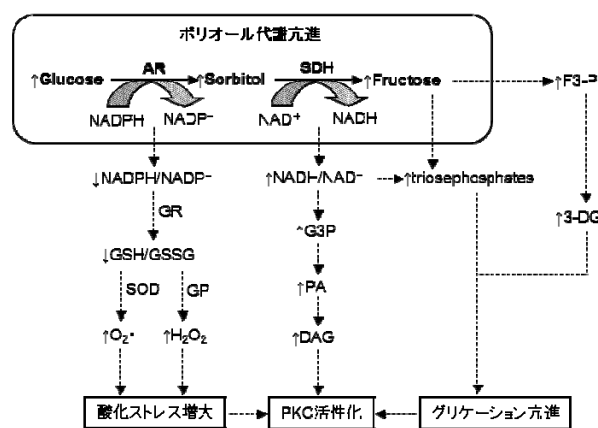 ポリオール代謝亢進
AR SDH
↑Glucose ↑Sorbitol ↑Fructose ↑F3-P
NADPH NADP⁻ NAD⁺ NADH
↓NADPH/NADP⁻ ↑NADH/NAD⁻ ↑triosephosphates
GR ↑G3P ↑3-DG
↓GSH/GSSG
SOD GP ↑PA
↑O₂• ↑H₂O₂ ↑DAG
酸化ストレス増大 PKC活性化 グリケーション亢進